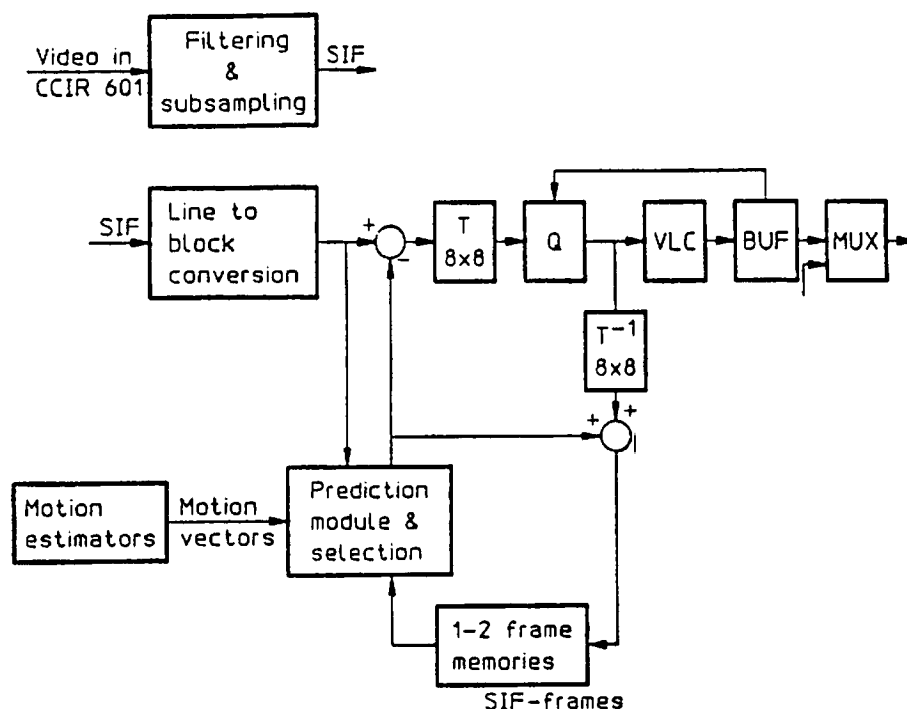 Video in
CCIR 601
Filtering
&
subsampling
SIF
SIF
Line to
block
conversion
+
-
T
8x8
Q
VLC
BUF
MUX
T⁻¹
8x8
+
+
Motion
estimators
Motion
vectors
Prediction
module &
selection
1-2 frame
memories
SIF-frames